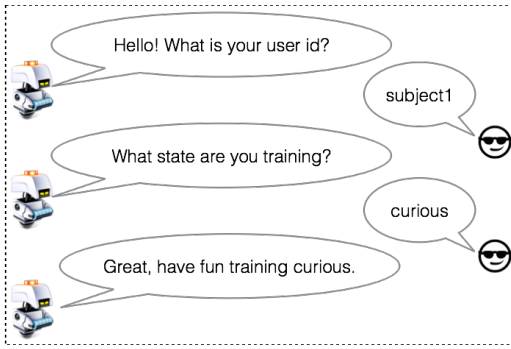 Hello! What is your user id?
subject1
What state are you training?
curious
Great, have fun training curious.